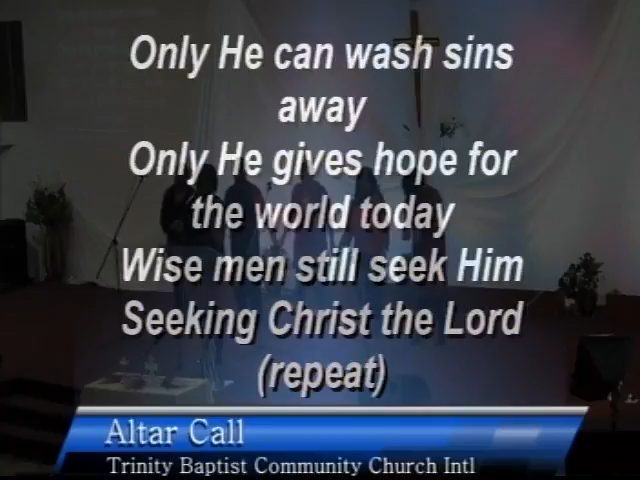 Only He can wash sins
away
Only He gives hope for
the world today
Wise men still seek Him
Seeking Christ the Lord
(repeat)
Altar Call
Trinity Baptist Community Church Intl